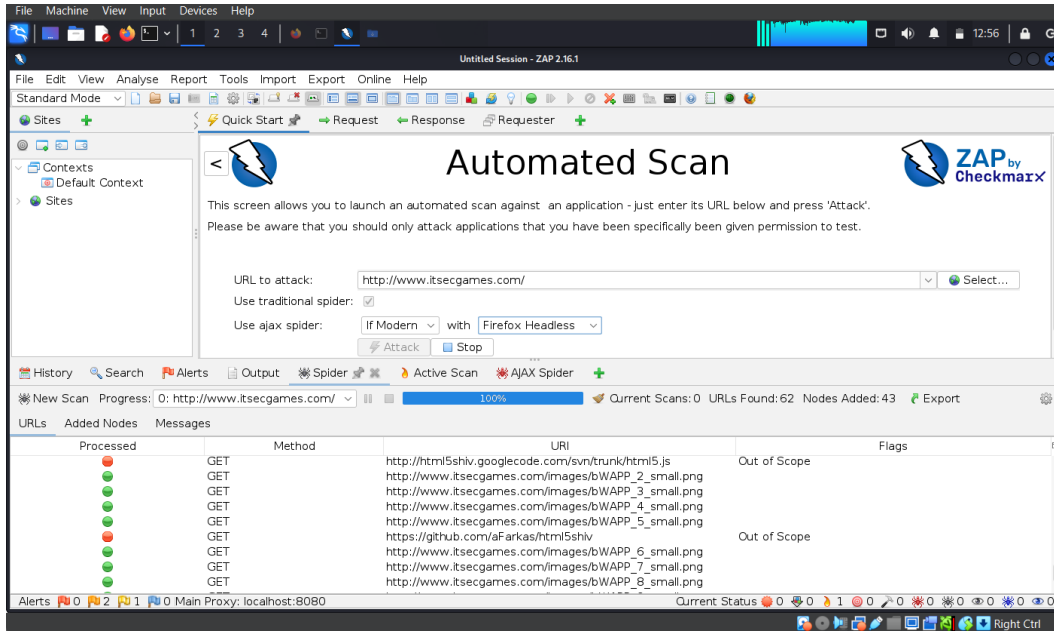 File Machine View Input Devices Help
1 2 3 4 12:56
Untitled Session - ZAP 2.16.1
File Edit View Analyse Report Tools Import Export Online Help
Standard Mode
Sites Quick Start Request Response Requester
< Automated Scan ZAP by Checkmarx
Contexts
Default Context
Sites
This screen allows you to launch an automated scan against an application - just enter its URL below and press 'Attack'.
Please be aware that you should only attack applications that you have been specifically been given permission to test.
URL to attack: http://www.itsecgames.com/ Select...
Use traditional spider:
Use ajax spider: If Modern with Firefox Headless
Attack Stop
History Search Alerts Output Spider Active Scan AJAX Spider
New Scan Progress: 0: http://www.itsecgames.com/ 100% Current Scans: 0 URLs Found: 62 Nodes Added: 43 Export
URLs Added Nodes Messages
Processed Method URI Flags
GET http://html5shiv.googlecode.com/svn/trunk/html5.js Out of Scope
GET http://www.itsecgames.com/images/bWAPP_2_small.png
GET http://www.itsecgames.com/images/bWAPP_3_small.png
GET http://www.itsecgames.com/images/bWAPP_4_small.png
GET http://www.itsecgames.com/images/bWAPP_5_small.png
GET https://github.com/aFarkas/html5shiv Out of Scope
GET http://www.itsecgames.com/images/bWAPP_6_small.png
GET http://www.itsecgames.com/images/bWAPP_7_small.png
GET http://www.itsecgames.com/images/bWAPP_8_small.png
Alerts 0 2 1 0 Main Proxy: localhost:8080 Current Status 0 0 1 0 0 0 0 0 0 0
Right Ctrl